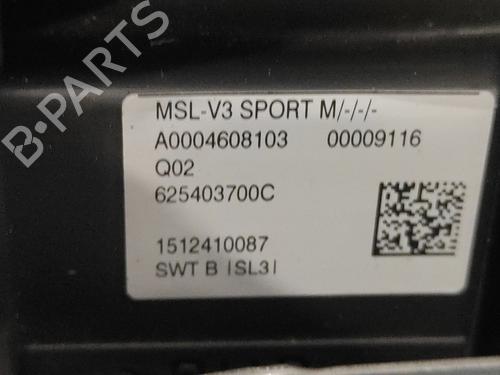 B-PARTS
MSL-V3 SPORT M/-/-/-
A0004608103 00009116
Q02
625403700C
1512410087
SWT B |SL3|